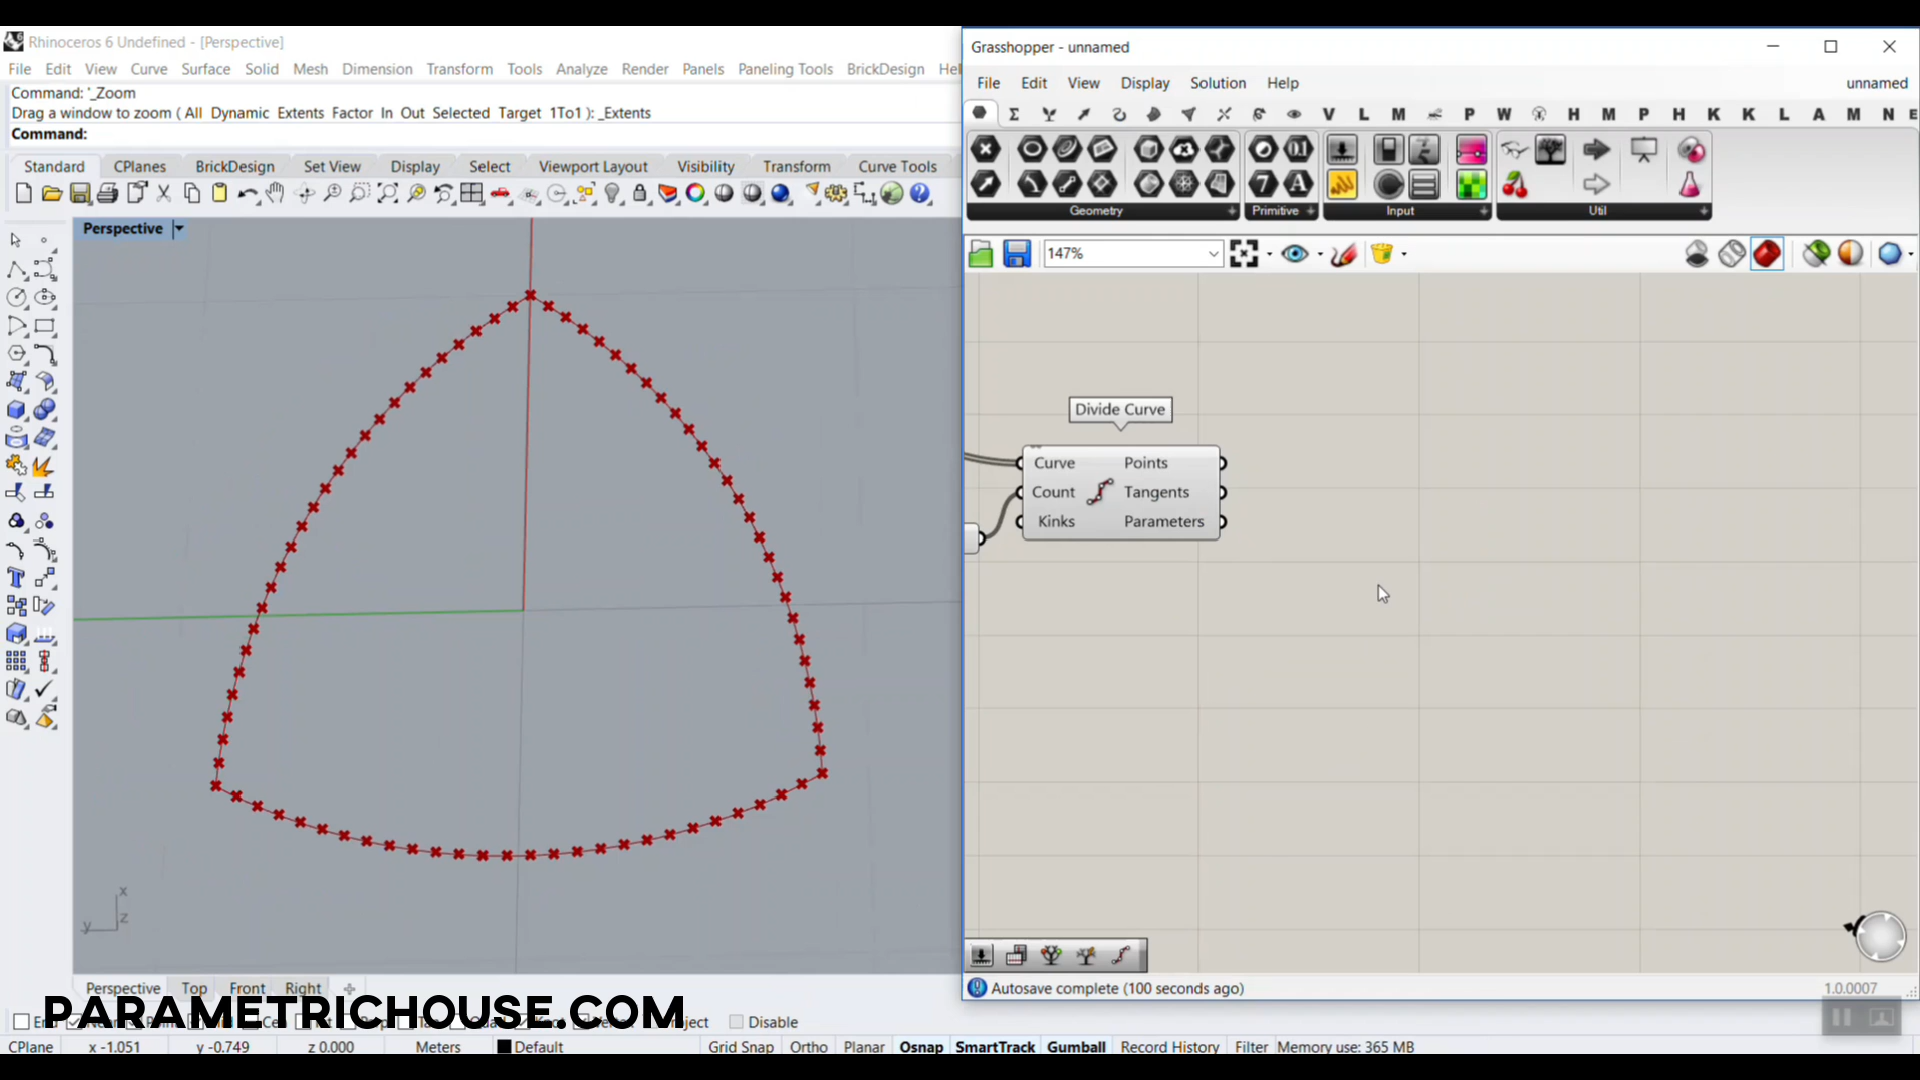 Rhinoceros 6 Undefined - [Perspective]
File Edit View Curve Surface Solid Mesh Dimension Transform Tools Analyze Render Panels Paneling Tools BrickDesign Hel
Command: '_Zoom
Drag a window to zoom ( All Dynamic Extents Factor In Out Selected Target 1To1 ): _Extents
Command:
Standard CPlanes BrickDesign Set View Display Select Viewport Layout Visibility Transform Curve Tools
Perspective
x
y z
Perspective Top Front Right
PARAMETRICHOUSE.COM
Disable
CPlane x -1.051 y -0.749 z 0.000 Meters Default Grid Snap Ortho Planar Osnap SmartTrack Gumball Record History Filter Memory use: 365 MB
Grasshopper - unnamed
File Edit View Display Solution Help unnamed
V L M P W H M P H K K L A M N E
Geometry Primitive Input Util
147%
Divide Curve
Curve Points
Count Tangents
Kinks Parameters
Autosave complete (100 seconds ago) 1.0.0007